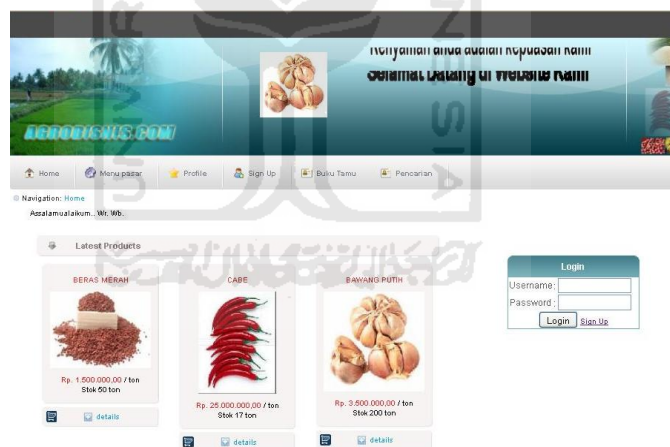 Kenyaman anda adalah Kepuasan Kami
Selamat Datang di Website Kami
AGROBISNIS.COM
Home Menu pasar Profile Sign Up Buku Tamu Pencarian
Navigation: Home
Assalamualaikum.. Wr. Wb.
Latest Products
BERAS MERAH CABE BAWANG PUTIH
Rp. 1.500.000,00 / ton
Stok 50 ton
details
Rp. 25.000.000,00 / ton
Stok 17 ton
details
Rp. 3.500.000,00 / ton
Stok 200 ton
details
Login
Username:
Password :
Login Sign Up